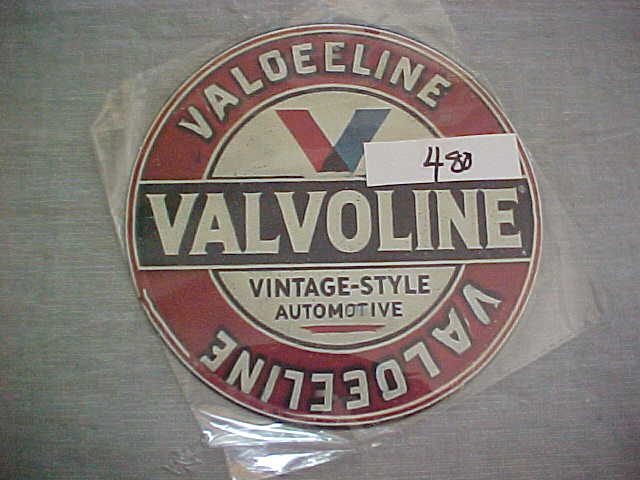 VALOEELINE
V
480
VALVOLINE
VINTAGE-STYLE
AUTOMOTIVE
VALOEELINE